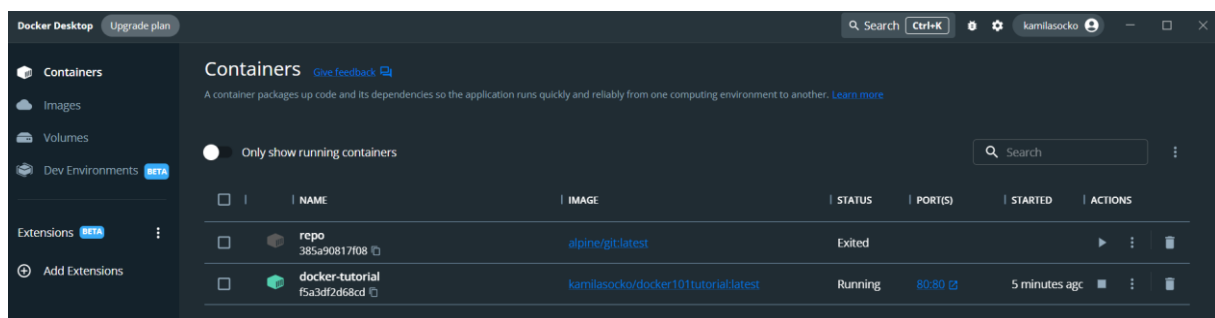 Docker Desktop Upgrade plan Search Ctrl+K kamilasocko
Containers
Images
Volumes
Dev Environments BETA
Extensions BETA
Add Extensions
Containers Give feedback
A container packages up code and its dependencies so the application runs quickly and reliably from one computing environment to another. Learn more
Only show running containers Search
NAME IMAGE STATUS PORT(S) STARTED ACTIONS
repo alpine/git:latest Exited
385a90817f08
docker-tutorial kamilasocko/docker101tutorial:latest Running 80:80 5 minutes agc
f5a3df2d68cd